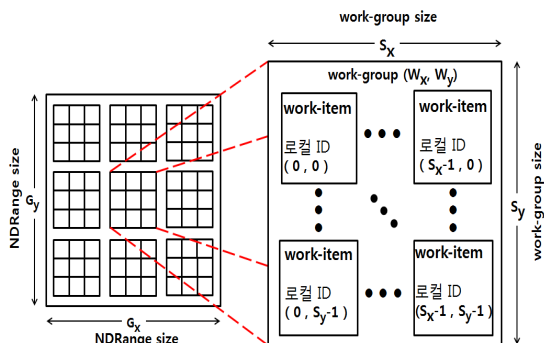 work-group size
Sx
work-group (Wx, Wy)
work-item
로컬 ID
(0, 0)
work-item
로컬 ID
(Sx-1, 0)
work-item
로컬 ID
(0, Sy-1)
work-item
로컬 ID
(Sx-1, Sy-1)
Sy
work-group size
NDRange size
Gy
Gx
NDRange size